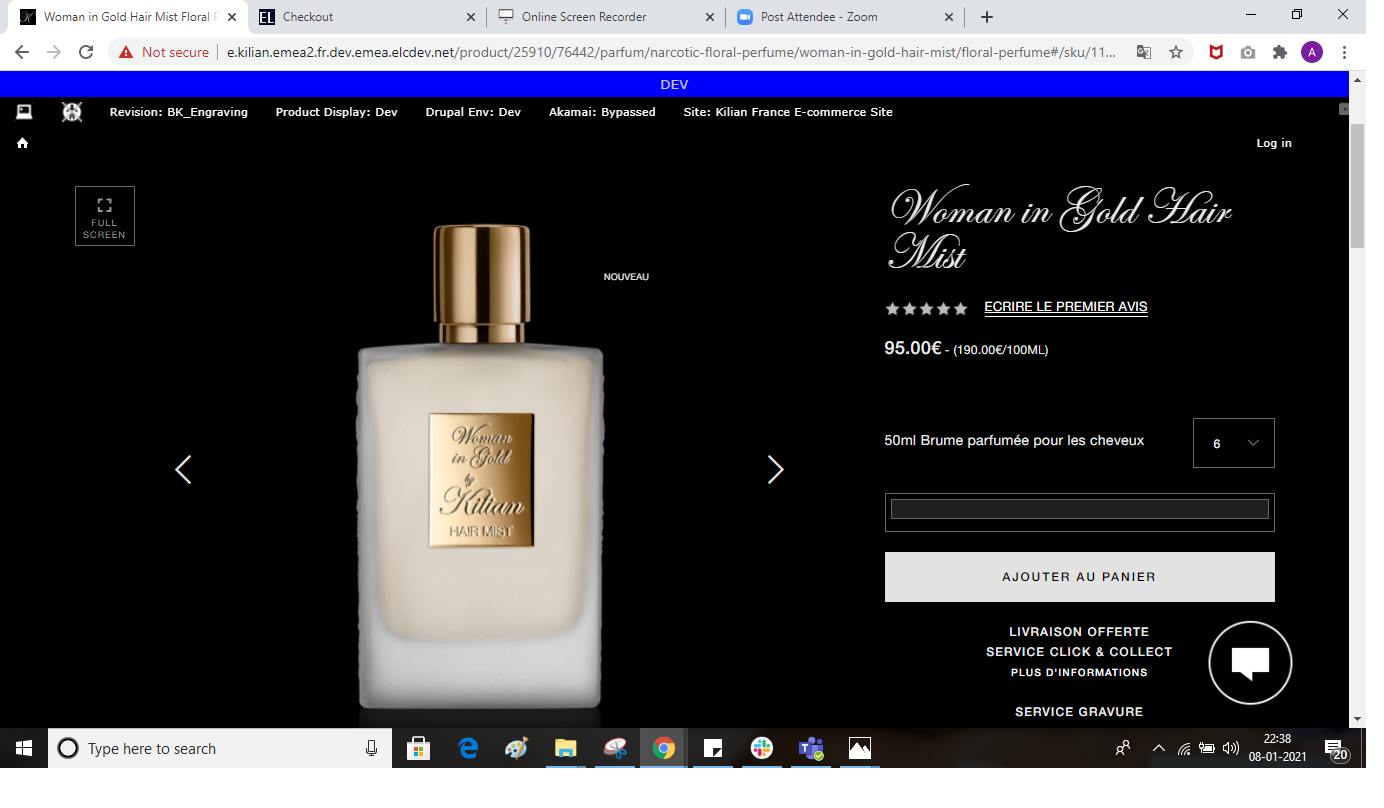 Woman in Gold Hair Mist Floral P
Checkout
Online Screen Recorder
Post Attendee - Zoom
Not secure
e.kilian.emea2.fr.dev.emea.elcdev.net/product/25910/76442/parfum/narcotic-floral-perfume/woman-in-gold-hair-mist/floral-perfume#/sku/11...
A
DEV
Revision: BK_Engraving
Product Display: Dev
Drupal Env: Dev
Akamai: Bypassed
Site: Kilian France E-commerce Site
Log in
FULL
SCREEN
NOUVEAU
Woman
in Gold
by
Kilian
HAIR MIST
Woman in Gold Hair
Mist
ECRIRE LE PREMIER AVIS
95.00€ - (190.00€/100ML)
50ml Brume parfumée pour les cheveux
6
AJOUTER AU PANIER
LIVRAISON OFFERTE
SERVICE CLICK & COLLECT
PLUS D'INFORMATIONS
SERVICE GRAVURE
Type here to search
22:38
08-01-2021
20